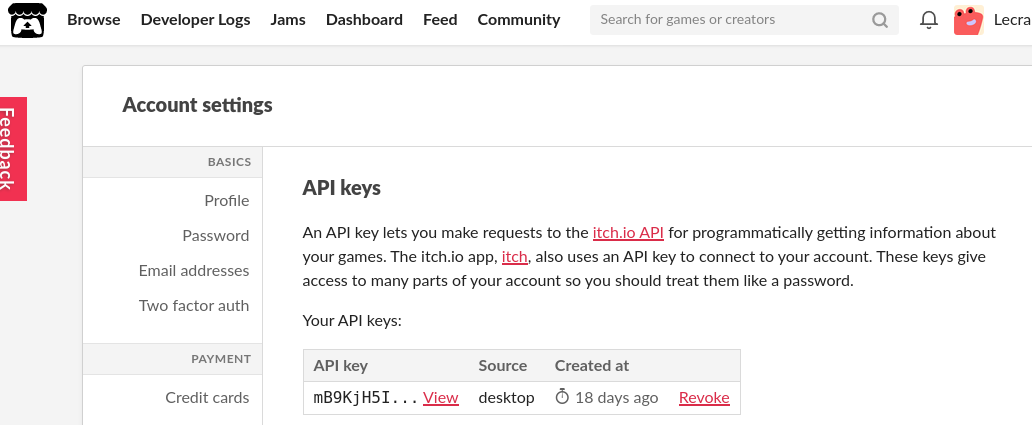 Browse Developer Logs Jams Dashboard Feed Community Search for games or creators Lecra
Feedback
Account settings
BASICS
Profile
Password
Email addresses
Two factor auth
PAYMENT
Credit cards
API keys
An API key lets you make requests to the itch.io API for programmatically getting information about
your games. The itch.io app, itch, also uses an API key to connect to your account. These keys give
access to many parts of your account so you should treat them like a password.
Your API keys:
API key Source Created at
mB9KjH5I... View desktop 18 days ago Revoke